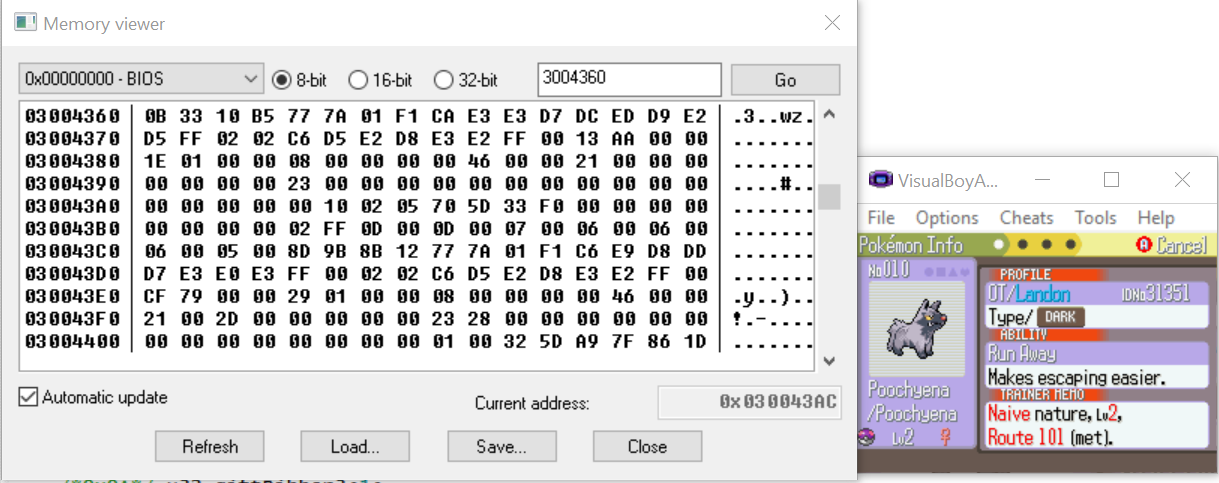 Memory viewer
0x00000000 - BIOS
8-bit
16-bit
32-bit
3004360
Go
03004360 0B 33 10 B5 77 7A 01 F1 CA E3 E3 D7 DC ED D9 E2 .3..wz.
03004370 D5 FF 02 02 C6 D5 E2 D8 E3 E2 FF 00 13 AA 00 00 .......
03004380 1E 01 00 00 08 00 00 00 00 46 00 00 21 00 00 00 .......
03004390 00 00 00 00 23 00 00 00 00 00 00 00 00 00 00 00 ....#..
030043A0 00 00 00 00 00 10 02 05 70 5D 33 F0 00 00 00 00 .......
030043B0 00 00 00 00 02 FF 0D 00 0D 00 07 00 06 00 06 00 .......
030043C0 06 00 05 00 8D 9B 8B 12 77 7A 01 F1 C6 E9 D8 DD .......
030043D0 D7 E3 E0 E3 FF 00 02 02 C6 D5 E2 D8 E3 E2 FF 00 .......
030043E0 CF 79 00 00 29 01 00 00 08 00 00 00 00 46 00 00 .y..)..
030043F0 21 00 2D 00 00 00 00 00 23 28 00 00 00 00 00 00 !.-....
03004400 00 00 00 00 00 00 00 01 00 32 5D A9 7F 86 1D .......
Automatic update
Current address:
0x030043AC
Refresh
Load...
Save...
Close
VisualBoyA...
File Options Cheats Tools Help
Pokémon Info
A Cancel
No010
PROFILE
OT/Landon IDNo31351
Type/ DARK
ABILITY
Run Away
Makes escaping easier.
TRAINER MEMO
Naive nature, Lv2,
Route 101 (met).
Poochyena
/Poochyena
Lv2 ♀